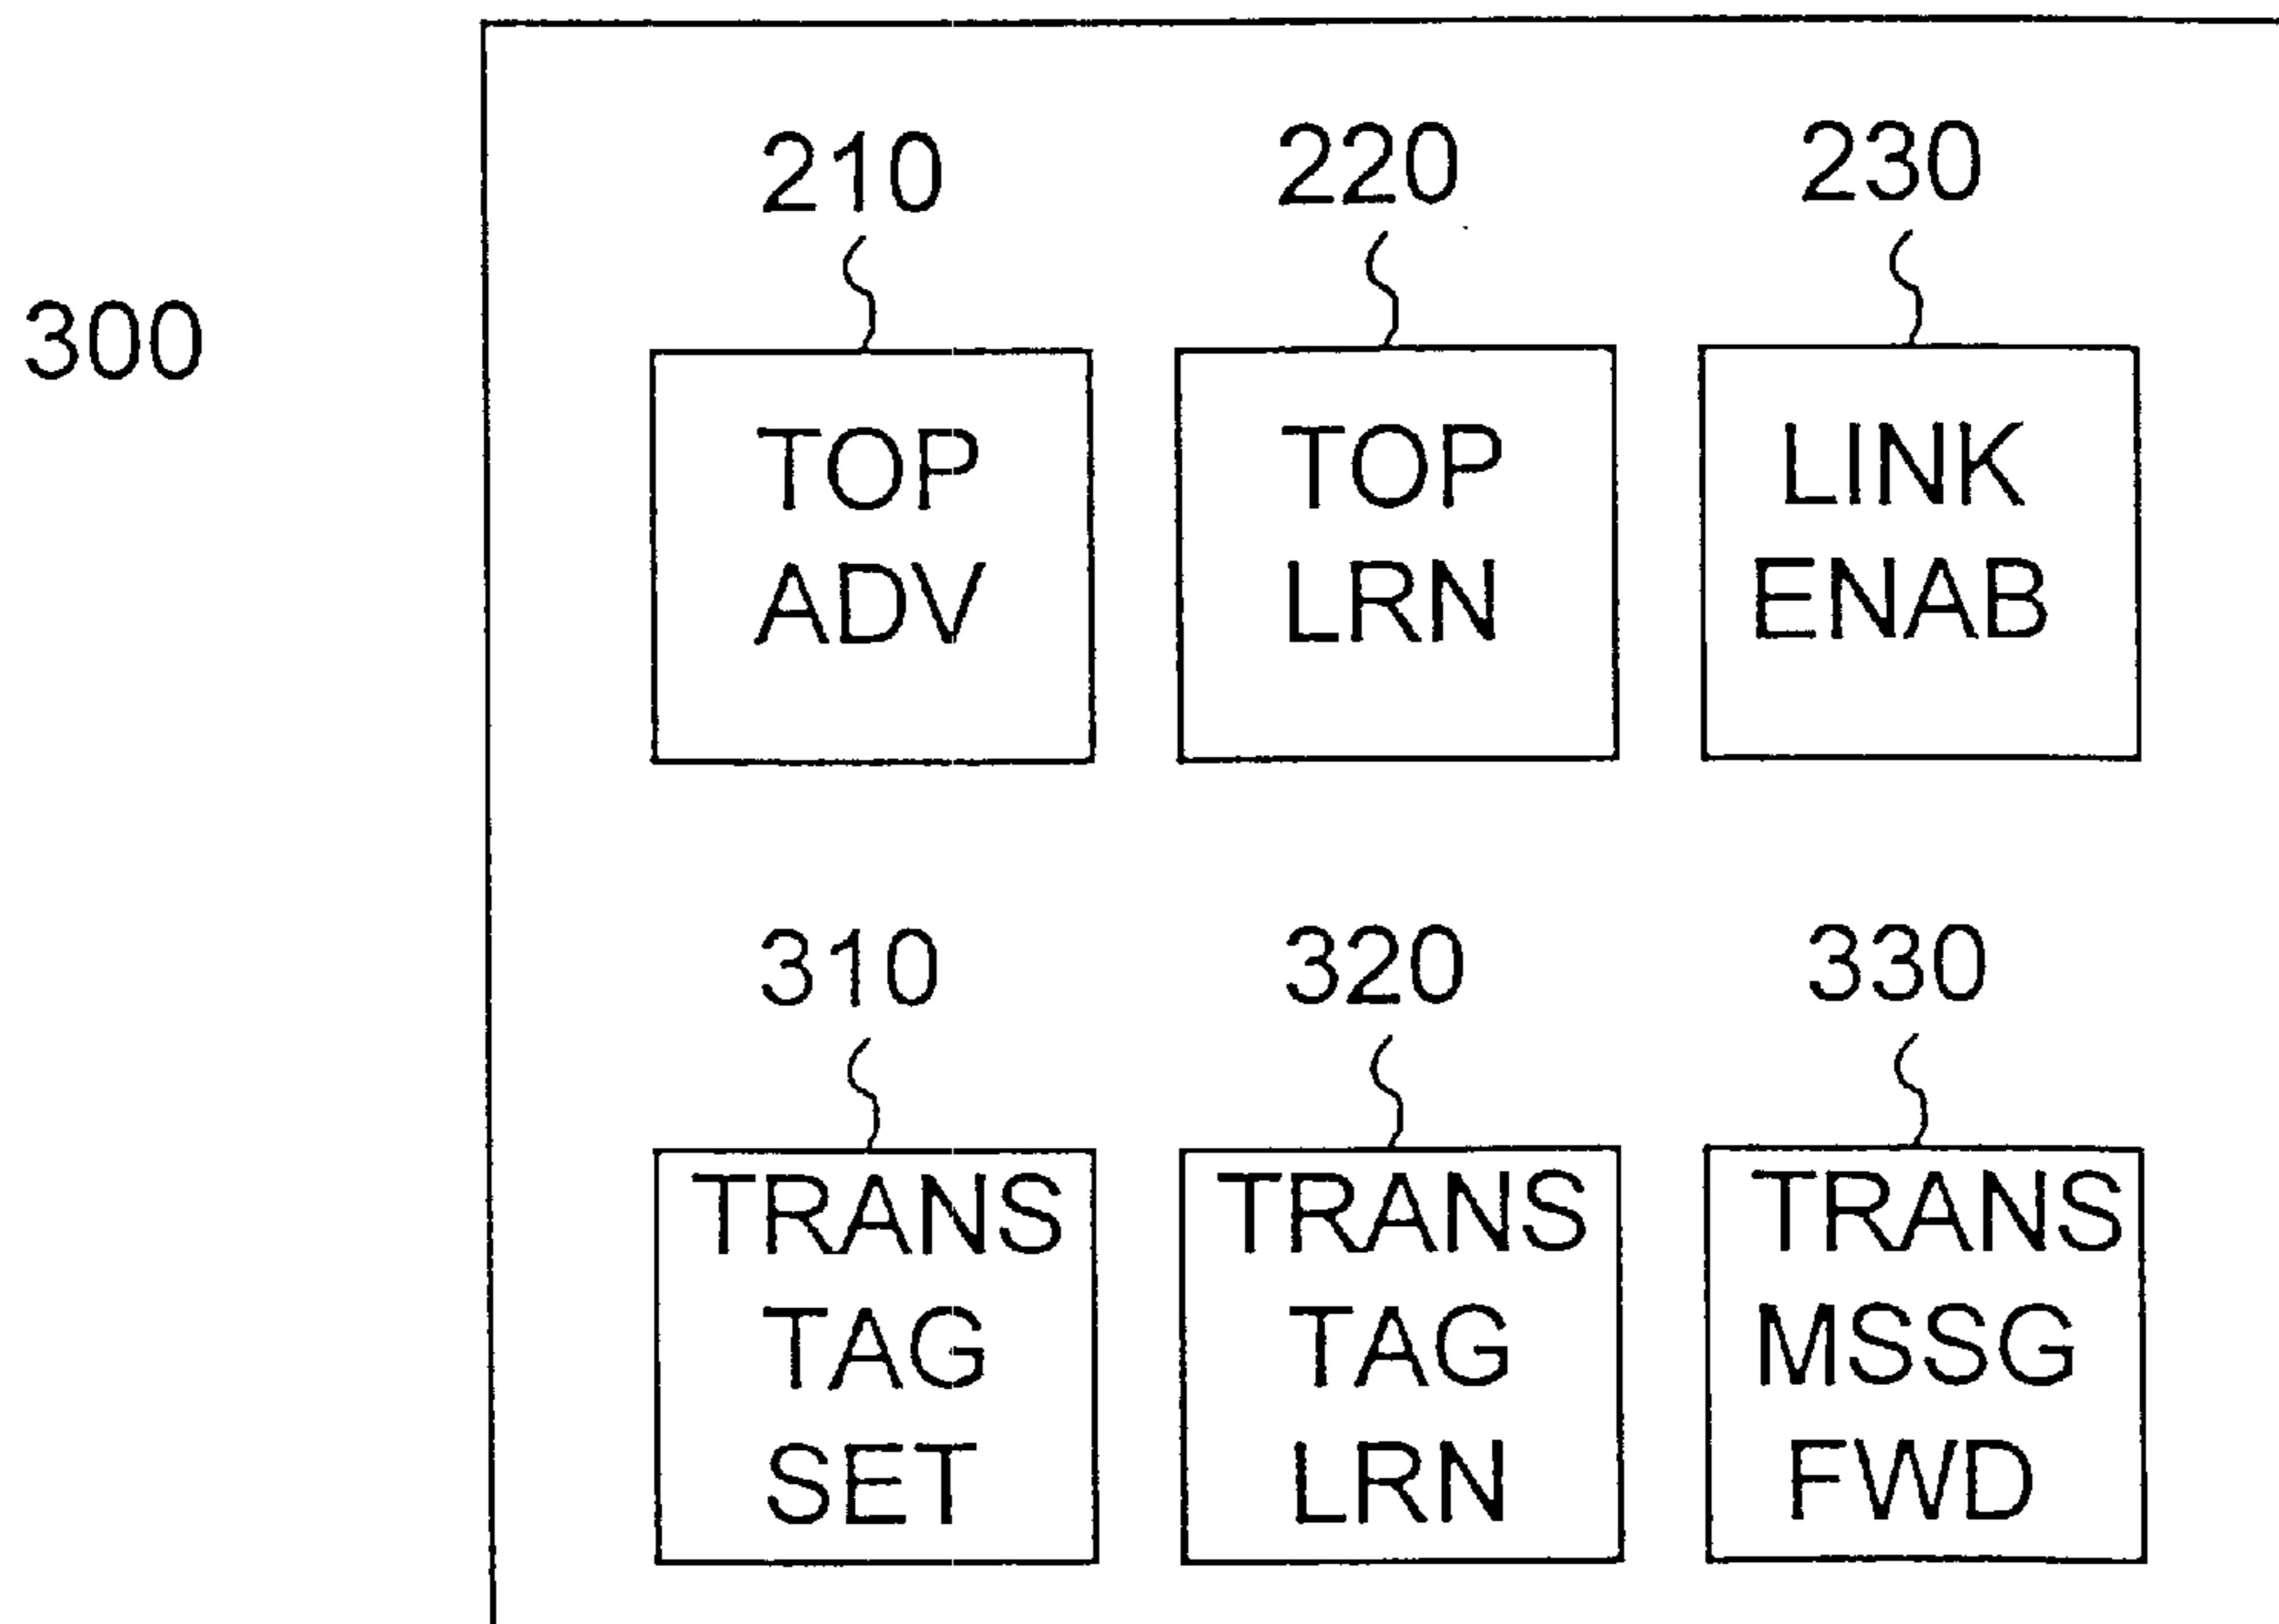 210 220 230
300
TOP ADV
TOP LRN
LINK ENAB
310 320 330
TRANS TAG SET
TRANS TAG LRN
TRANS MSSG FWD